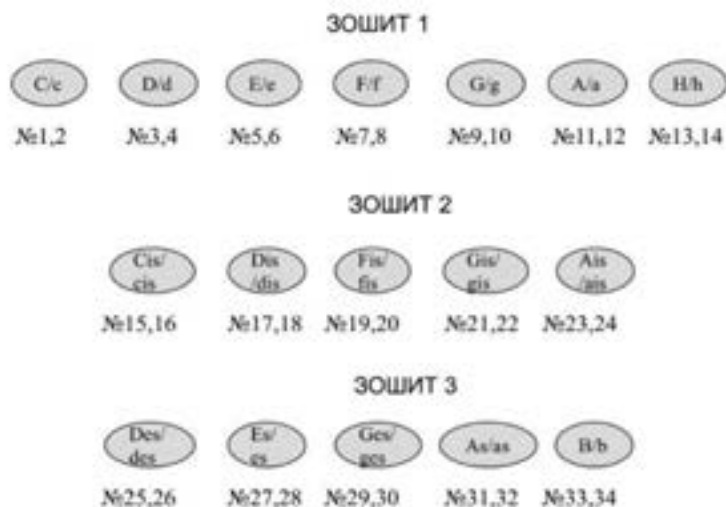 ЗОШИТ 1
C/c D/d E/e F/f G/g A/a H/h
№1,2 №3,4 №5,6 №7,8 №9,10 №11,12 №13,14
ЗОШИТ 2
Cis/ Dis Fis/ Gis/ Ais
cis /dis fis gis /ais
№15,16 №17,18 №19,20 №21,22 №23,24
ЗОШИТ 3
Des/ Es/ Ges/ As/as B/b
des es ges
№25,26 №27,28 №29,30 №31,32 №33,34